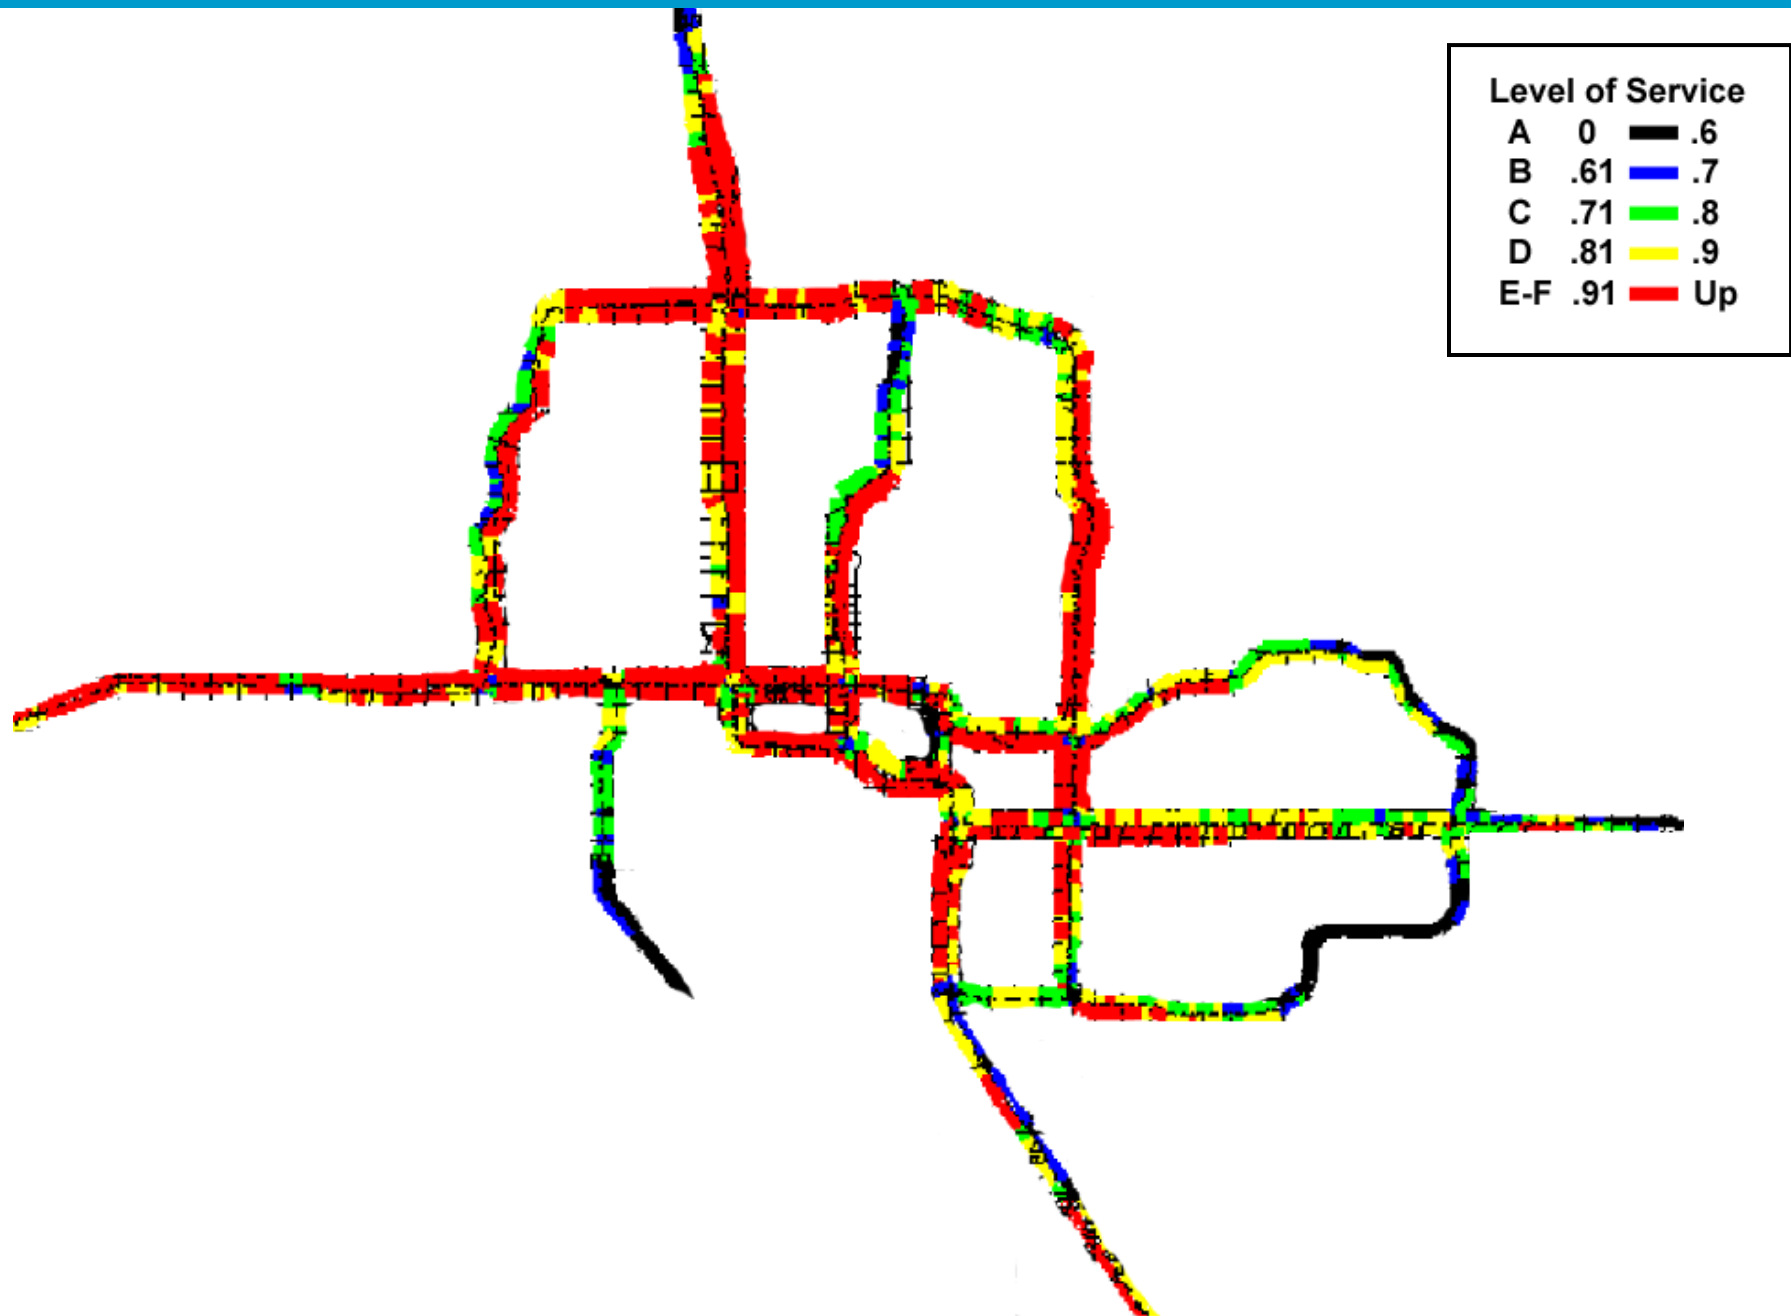 Level of Service
A 0 .6
B .61 .7
C .71 .8
D .81 .9
E-F .91 Up